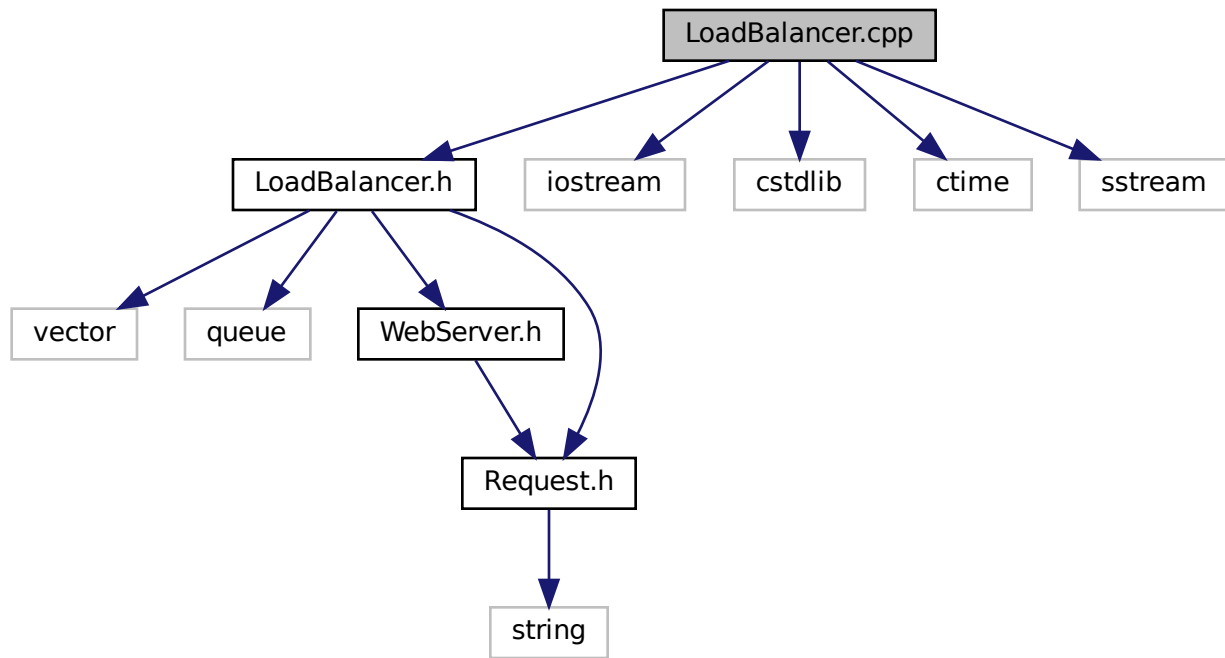 LoadBalancer.cpp
LoadBalancer.h
iostream
cstdlib
ctime
sstream
vector
queue
WebServer.h
Request.h
string